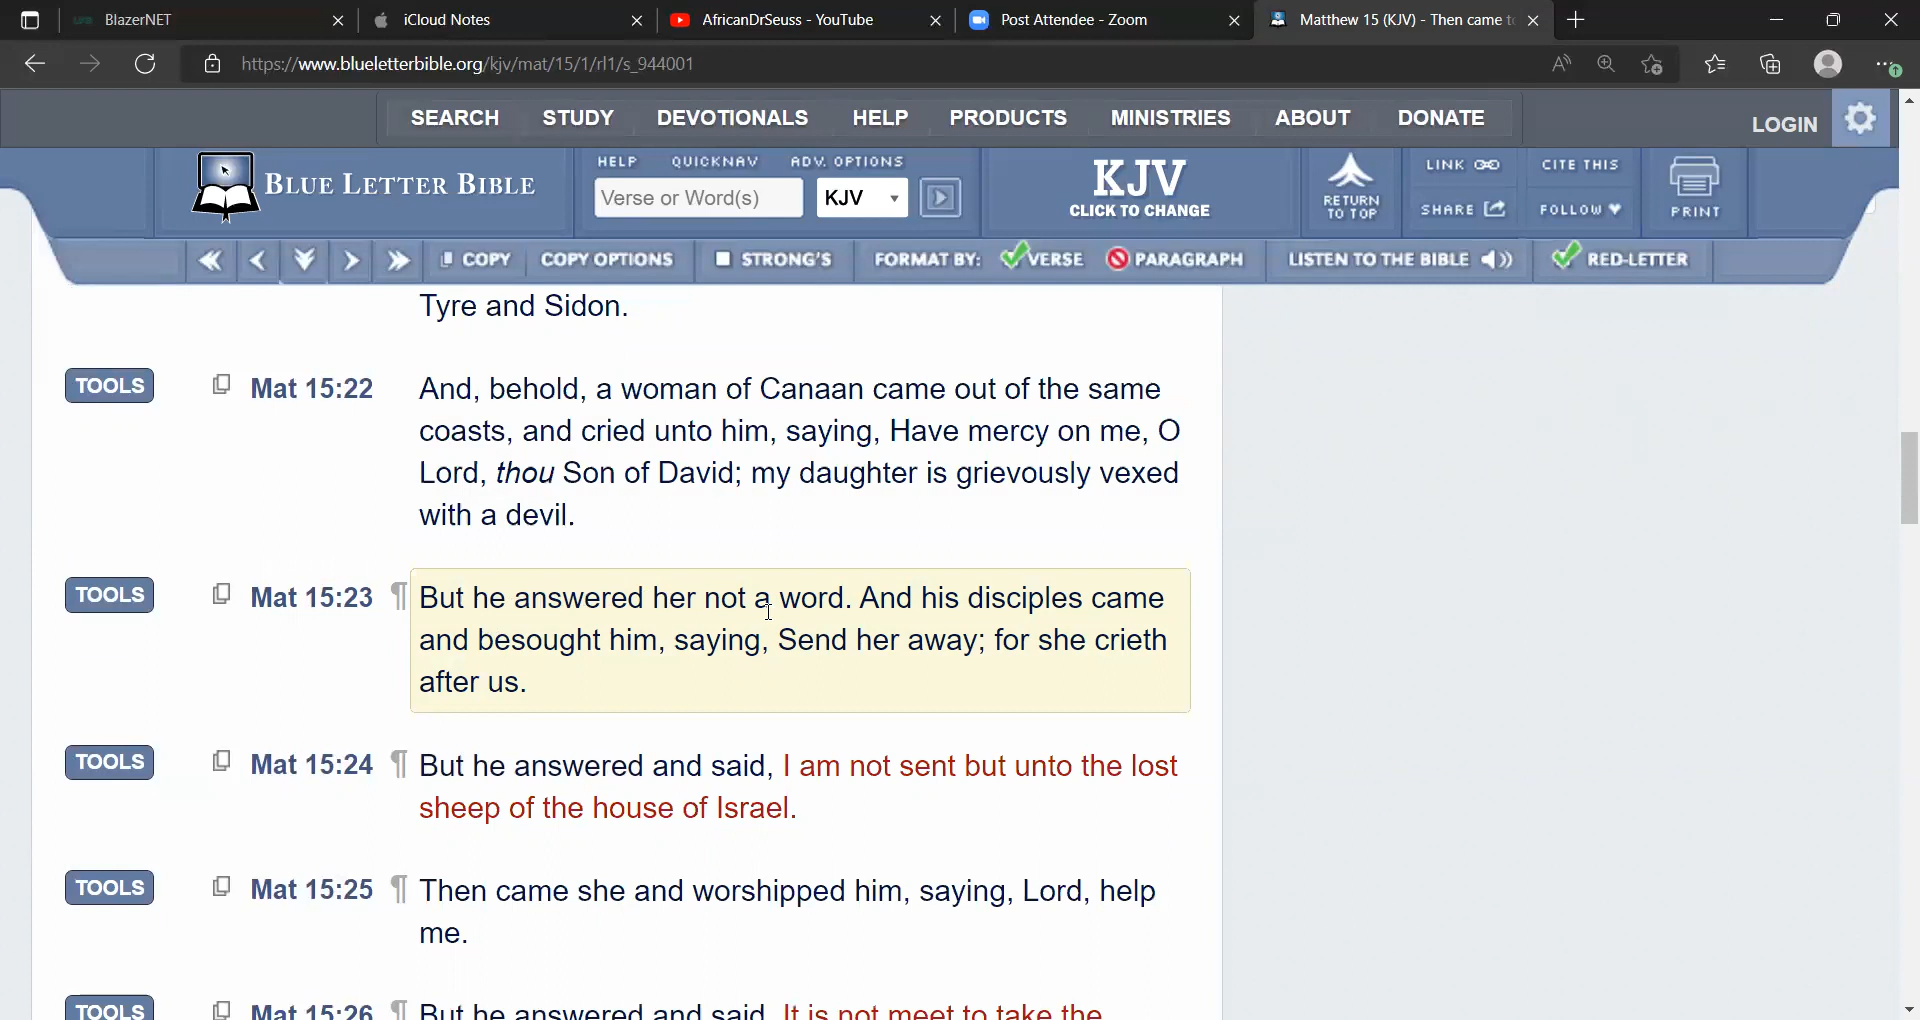 BlazerNET
iCloud Notes
AfricanDrSeuss - YouTube
Post Attendee - Zoom
Matthew 15 (KJV) - Then came t
https://www.blueletterbible.org/kjv/mat/15/1/rl1/s_944001
SEARCH STUDY DEVOTIONALS HELP PRODUCTS MINISTRIES ABOUT DONATE LOGIN
BLUE LETTER BIBLE
HELP QUICKNAV ADV. OPTIONS
Verse or Word(s) KJV
KJV
CLICK TO CHANGE
RETURN
TO TOP
LINK CITE THIS
SHARE FOLLOW
PRINT
COPY COPY OPTIONS STRONG'S FORMAT BY: VERSE PARAGRAPH LISTEN TO THE BIBLE RED-LETTER
Tyre and Sidon.
TOOLS Mat 15:22 And, behold, a woman of Canaan came out of the same
coasts, and cried unto him, saying, Have mercy on me, O
Lord, thou Son of David; my daughter is grievously vexed
with a devil.
TOOLS Mat 15:23 ¶ But he answered her not a word. And his disciples came
and besought him, saying, Send her away; for she crieth
after us.
TOOLS Mat 15:24 ¶ But he answered and said, I am not sent but unto the lost
sheep of the house of Israel.
TOOLS Mat 15:25 ¶ Then came she and worshipped him, saying, Lord, help
me.
TOOLS Mat 15:26 ¶ But he answered and said, It is not meet to take the